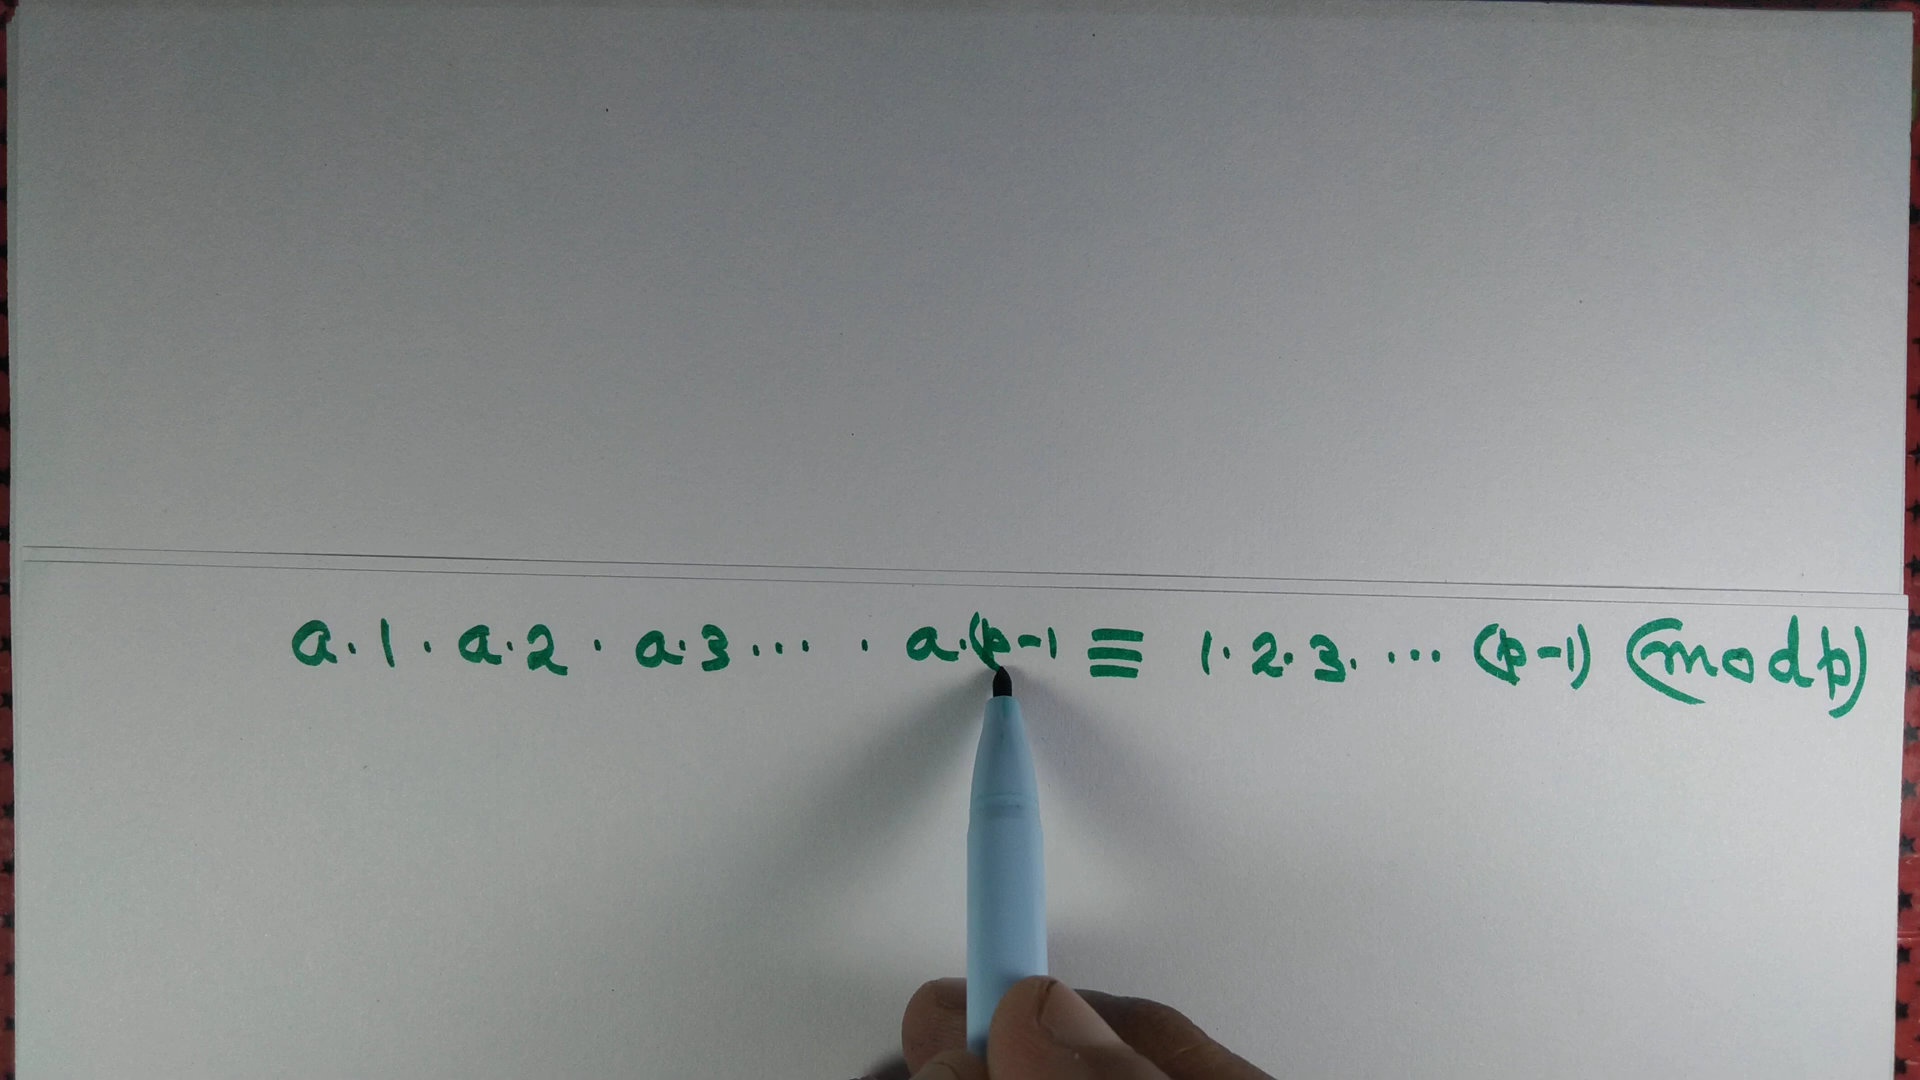 a.1 · a.2 · a.3 ... · a.(p-1 ≡ 1·2·3. ... (p-1) (mod p)